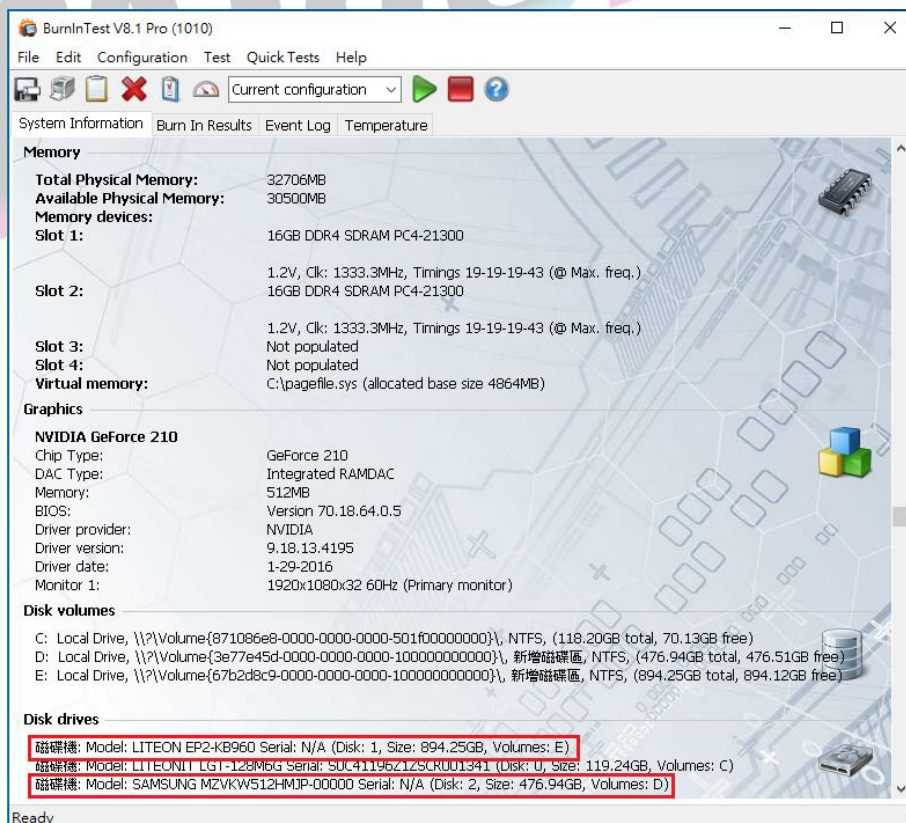 BurnInTest V8.1 Pro (1010)
File Edit Configuration Test Quick Tests Help
Current configuration
System Information Burn In Results Event Log Temperature
Memory
Total Physical Memory: 32706MB
Available Physical Memory: 30500MB
Memory devices:
Slot 1: 16GB DDR4 SDRAM PC4-21300
1.2V, Clk: 1333.3MHz, Timings 19-19-19-43 (@ Max. freq.)
Slot 2: 16GB DDR4 SDRAM PC4-21300
1.2V, Clk: 1333.3MHz, Timings 19-19-19-43 (@ Max. freq.)
Slot 3: Not populated
Slot 4: Not populated
Virtual memory: C:\pagefile.sys (allocated base size 4864MB)
Graphics
NVIDIA GeForce 210
Chip Type: GeForce 210
DAC Type: Integrated RAMDAC
Memory: 512MB
BIOS: Version 70.18.64.0.5
Driver provider: NVIDIA
Driver version: 9.18.13.4195
Driver date: 1-29-2016
Monitor 1: 1920x1080x32 60Hz (Primary monitor)
Disk volumes
C: Local Drive, \\?\Volume{871086e8-0000-0000-0000-501f00000000}\, NTFS, (118.20GB total, 70.13GB free)
D: Local Drive, \\?\Volume{3e77e45d-0000-0000-0000-100000000000}\, 新增磁碟區, NTFS, (476.94GB total, 476.51GB free)
E: Local Drive, \\?\Volume{67b2d8c9-0000-0000-0000-100000000000}\, 新增磁碟區, NTFS, (894.25GB total, 894.12GB free)
Disk drives
磁碟機: Model: LITEON EP2-KB960 Serial: N/A (Disk: 1, Size: 894.25GB, Volumes: E)
磁碟機: Model: LITEONIT LGT-128M6G Serial: (Disk: 0, Size: 119.24GB, Volumes: C)
磁碟機: Model: SAMSUNG MZVKW512HMJP-00000 Serial: N/A (Disk: 2, Size: 476.94GB, Volumes: D)
Ready